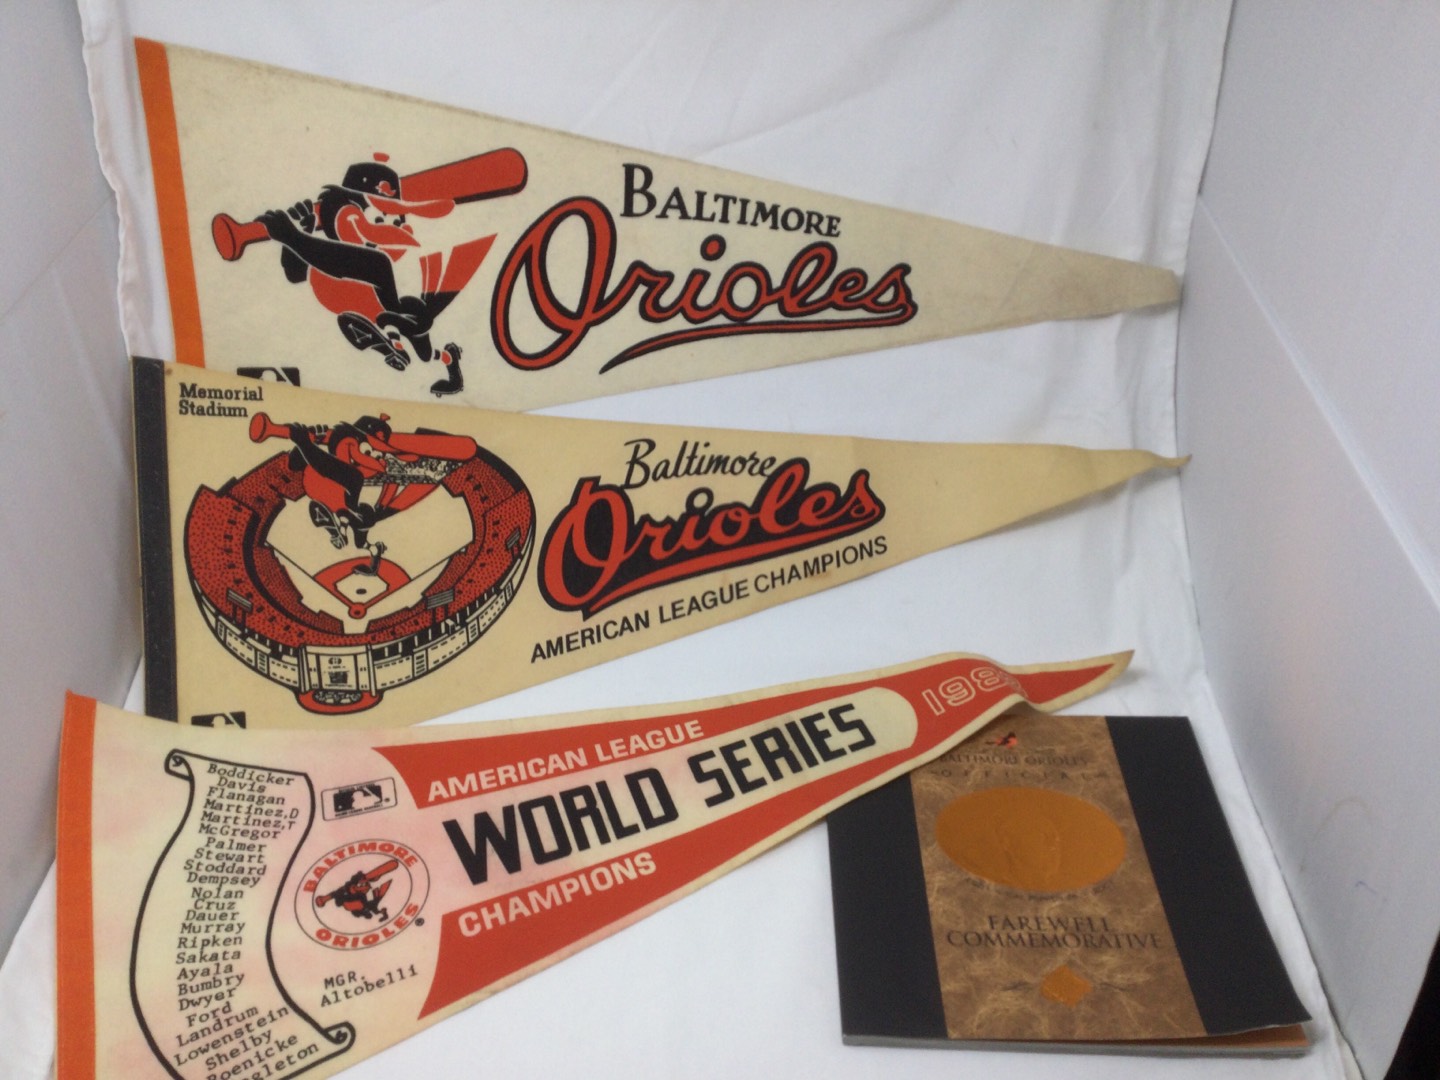 BALTIMORE
Orioles
Memorial
Stadium
Baltimore
Orioles
AMERICAN LEAGUE CHAMPIONS
198
AMERICAN LEAGUE
WORLD SERIES
CHAMPIONS
Boddicker
Davis
Flanagan
Martinez,D
Martinez,T
McGregor
Palmer
Stewart
Stoddard
Dempsey
Nolan
Cruz
Dauer
Murray
Ripken
Sakata
Ayala
Bumbry
Dwyer
Ford
Landrum
Lowenstein
Shelby
Roenicke
gleton
BALTIMORE
ORIOLES
®
MGR.
Altobelli
BALTIMORE ORIOLES
OFFICIAL
FAREWELL
COMMEMORATIVE